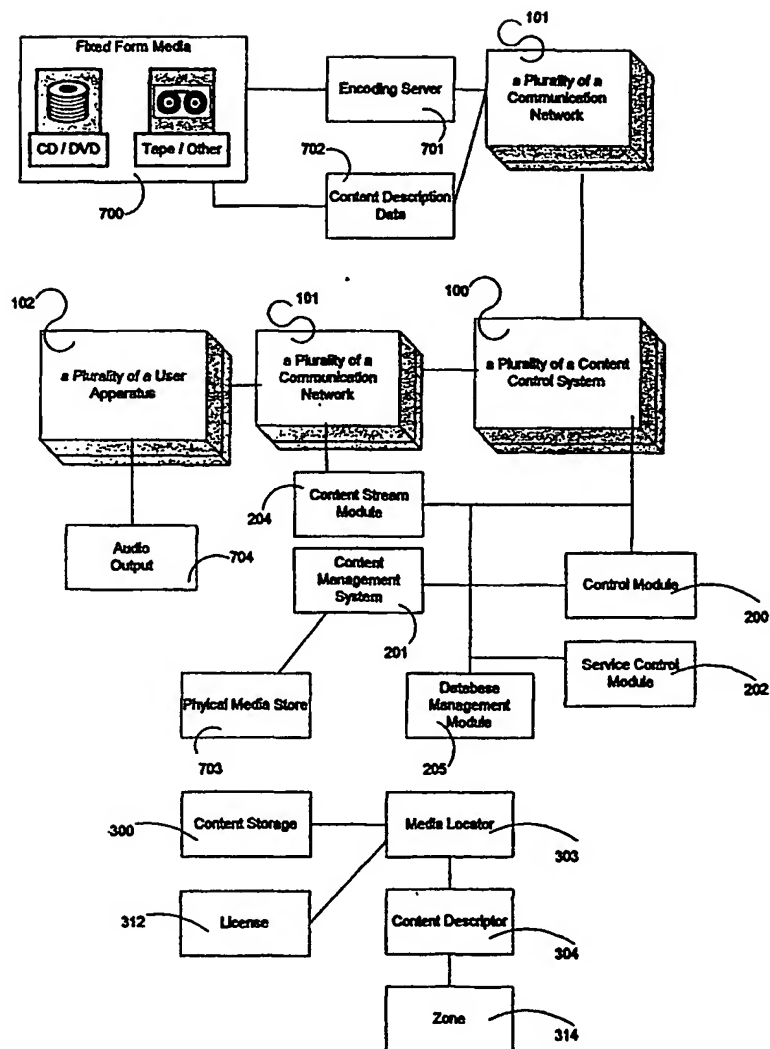 101
Fixed Form Media
CD / DVD
Tape / Other
700
Encoding Server
701
702
Content Description
Data
a Plurality of a
Communication
Network
102
a Plurality of a User
Apparatus
101
a Plurality of a
Communication
Network
100
a Plurality of a Content
Control System
204
Content Stream
Module
Audio
Output
704
Content
Management
System
201
Control Module
200
Service Control
Module
202
Phyical Media Store
703
Database
Management
Module
205
300
Content Storage
Media Locator
303
312
License
Content Descriptor
304
Zone
314